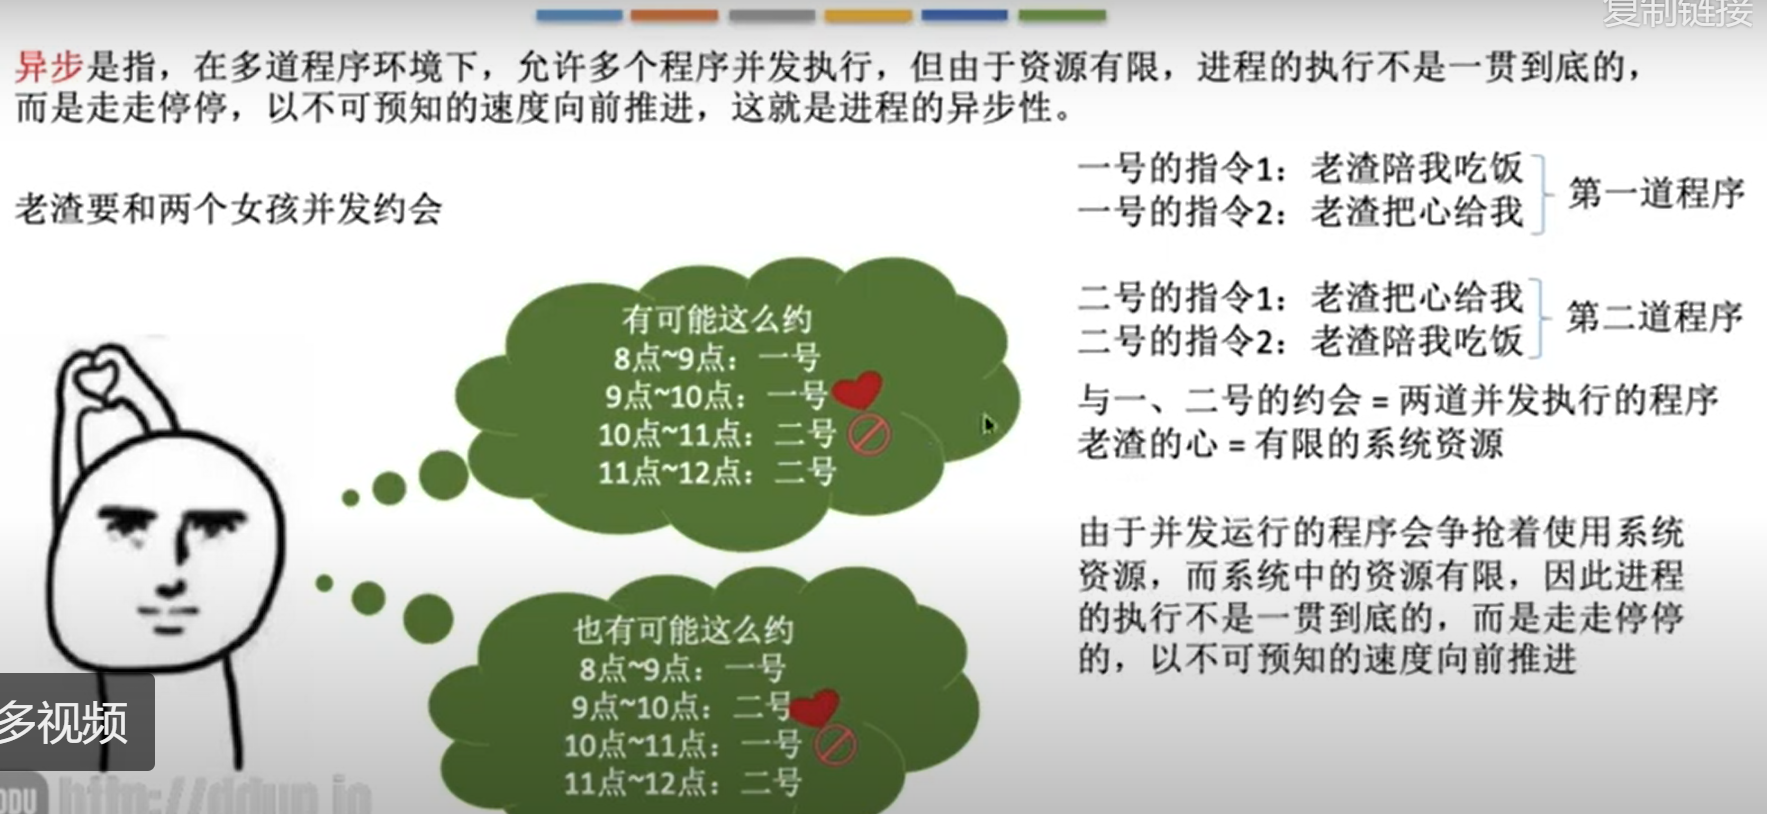 复制链接
异步是指，在多道程序环境下，允许多个程序并发执行，但由于资源有限，进程的执行不是一贯到底的，
而是走走停停，以不可预知的速度向前推进，这就是进程的异步性。
老渣要和两个女孩并发约会
有可能这么约
8点~9点：一号
9点~10点：一号
10点~11点：二号
11点~12点：二号
也有可能这么约
8点~9点：一号
9点~10点：二号
10点~11点：一号
11点~12点：二号
一号的指令1：老渣陪我吃饭
一号的指令2：老渣把心给我
第一道程序
二号的指令1：老渣把心给我
二号的指令2：老渣陪我吃饭
第二道程序
与一、二号的约会 = 两道并发执行的程序
老渣的心 = 有限的系统资源
由于并发运行的程序会争抢着使用系统
资源，而系统中的资源有限，因此进程
的执行不是一贯到底的，而是走走停停
的，以不可预知的速度向前推进
多视频